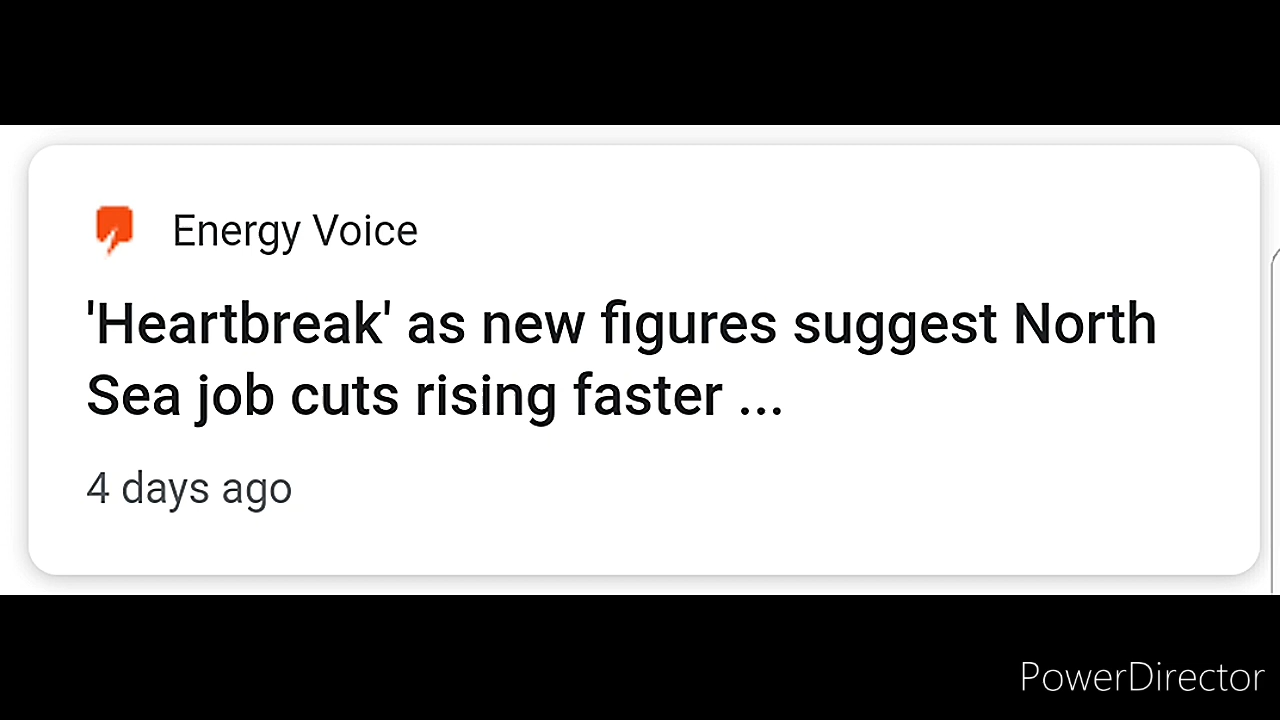 Energy Voice
'Heartbreak' as new figures suggest North
Sea job cuts rising faster ...
4 days ago
PowerDirector